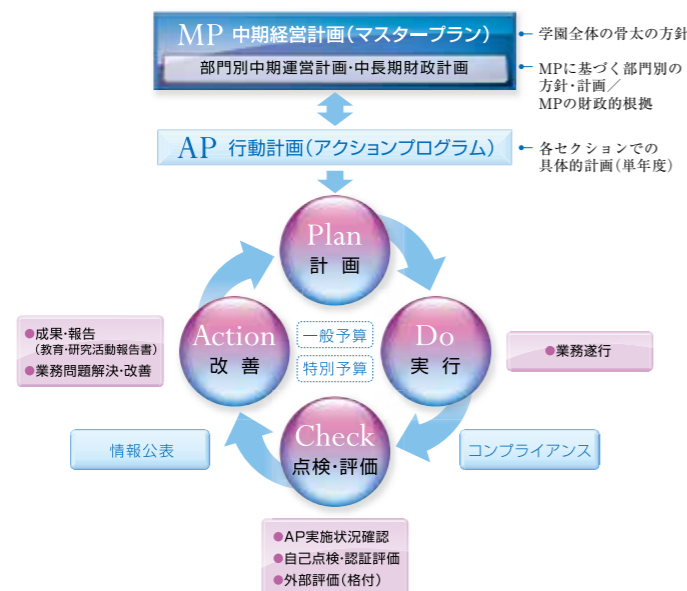 MP 中期経営計画(マスタープラン)
部門別中期運営計画・中長期財政計画
学園全体の骨太の方針
MPに基づく部門別の
方針・計画／
MPの財政的根拠
AP 行動計画(アクションプログラム)
各セクションでの
具体的計画(単年度)
Plan
計画
Action
改善
一般予算
特別予算
Do
実行
●成果・報告
(教育・研究活動報告書)
●業務問題解決・改善
●業務遂行
Check
点検・評価
情報公表
コンプライアンス
●AP実施状況確認
●自己点検・認証評価
●外部評価(格付)